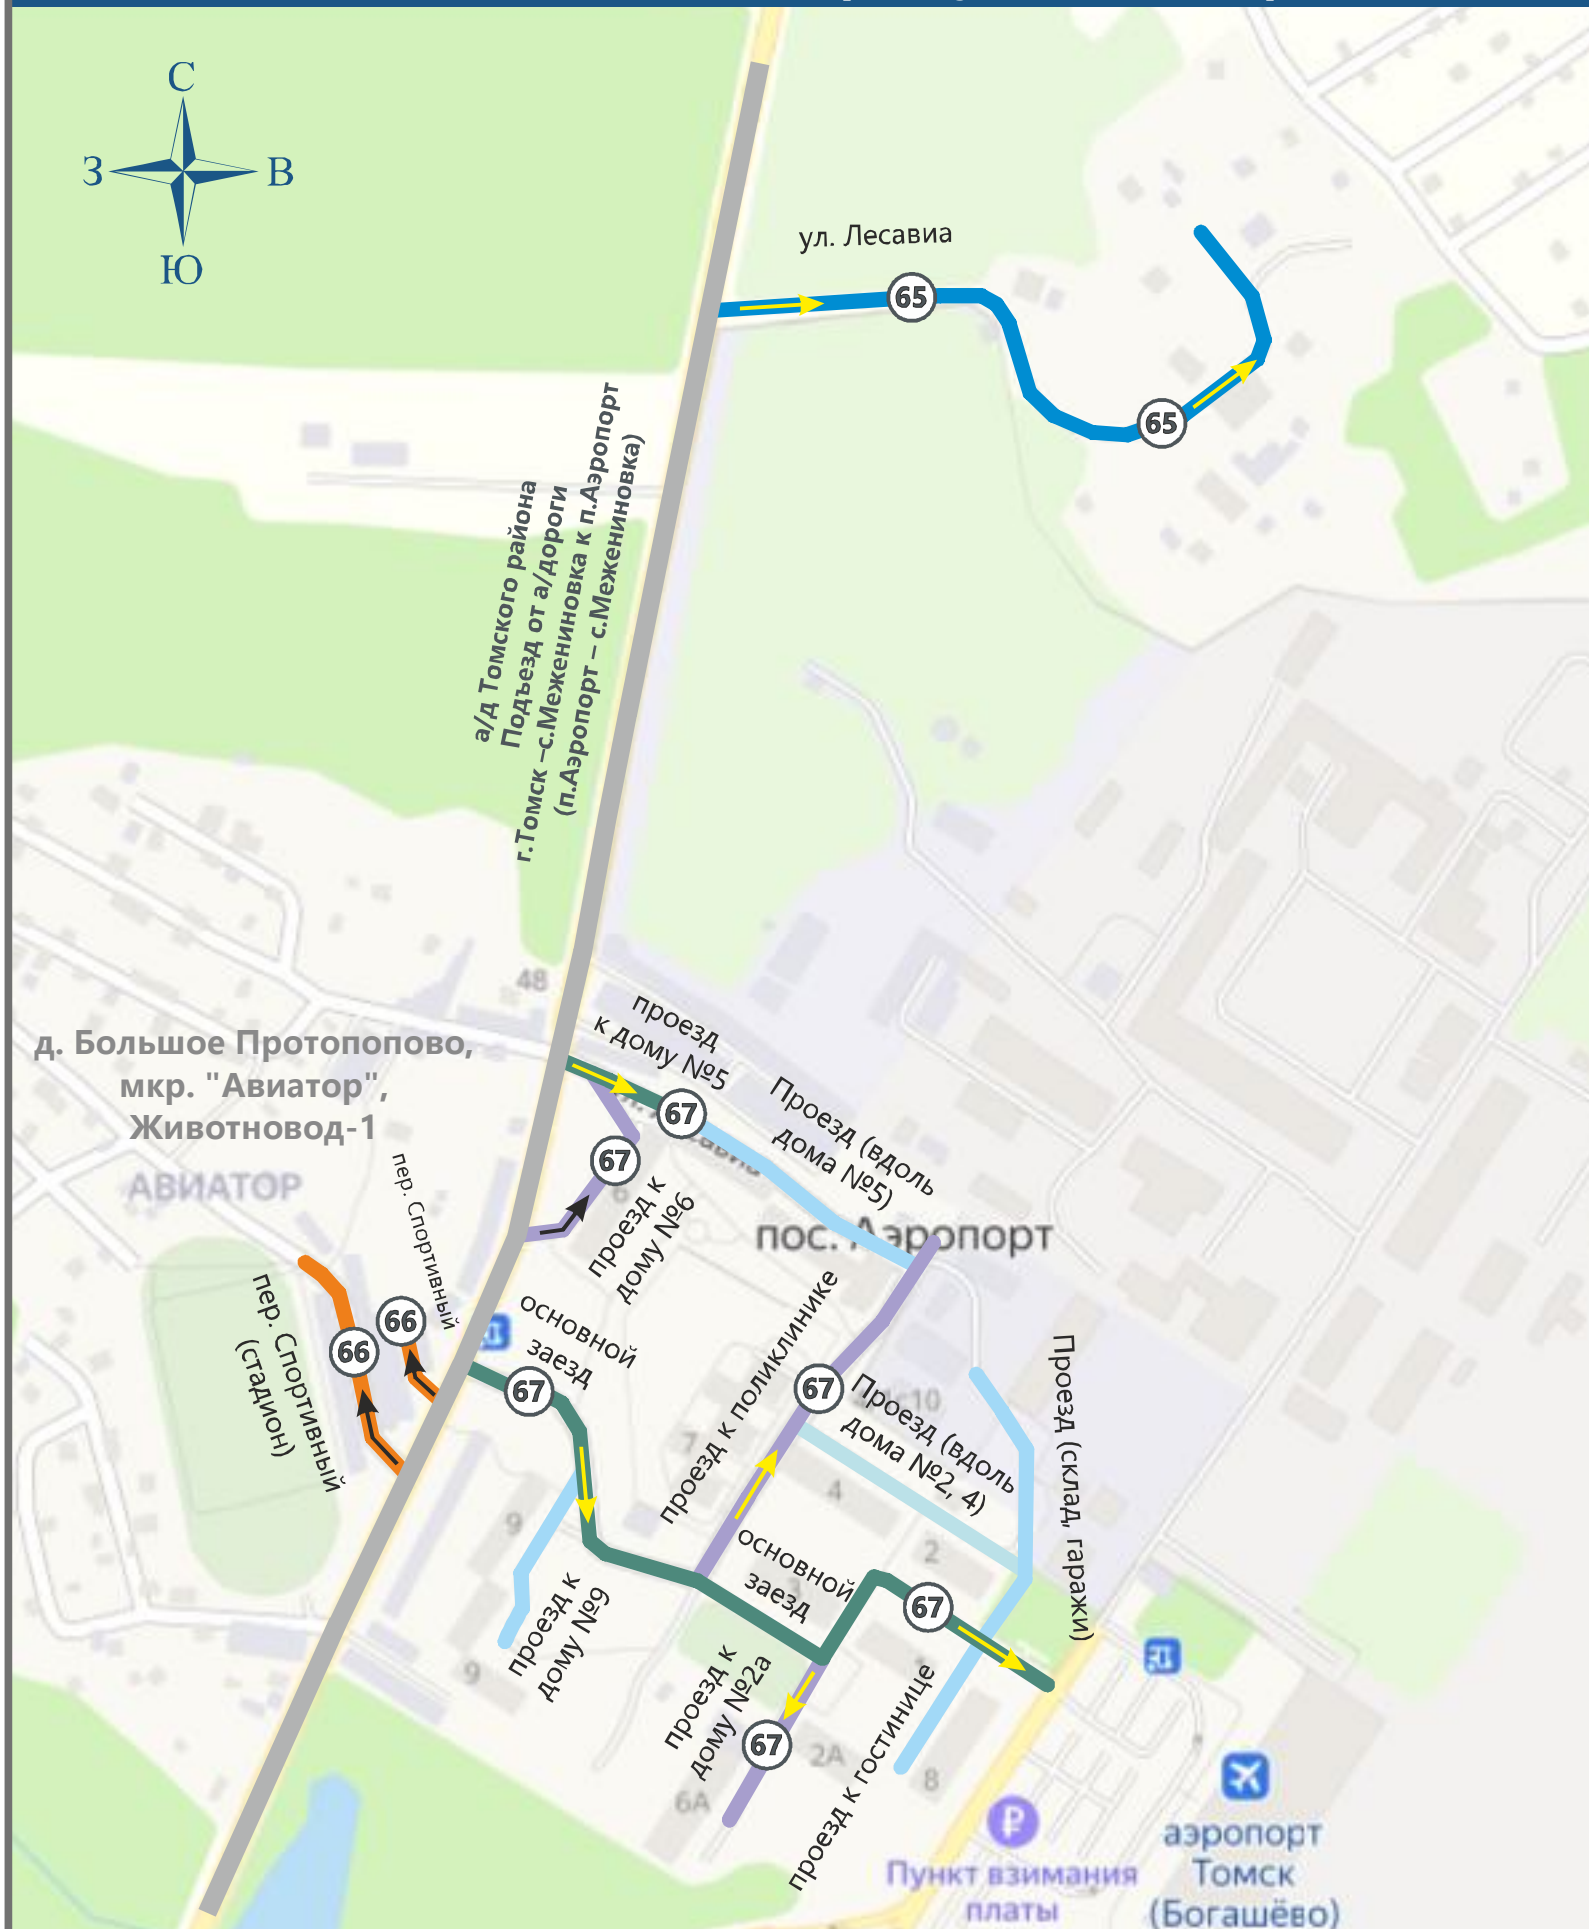 С
З
В
Ю
ул. Лесавиа
65
65
а/д Томского района
Подъезд от а/дороги
г.Томск –с.Межениновка к п.Аэропорт
(п.Аэропорт – с.Межениновка)
48
проезд
к дому №5
67
Проезд (вдоль
дома №5)
д. Большое Протопопово,
мкр. "Авиатор",
Животновод-1
АВИАТОР
пер. Спортивный
67
6
проезд к
дому №6
пос. Аэропорт
пер. Спортивный
(стадион)
66
66
основной
заезд
67
проезд к поликлинике
67
Проезд (вдоль
дома №2, 4)
с10
Проезд (склад, гаражи)
7
4
9
2
основной
заезд
3
67
проезд к
дому №9
9
проезд к
дому №2а
67
2А
6А
8
проезд к гостинице
Пункт взимания
платы
аэропорт
Томск
(Богашёво)